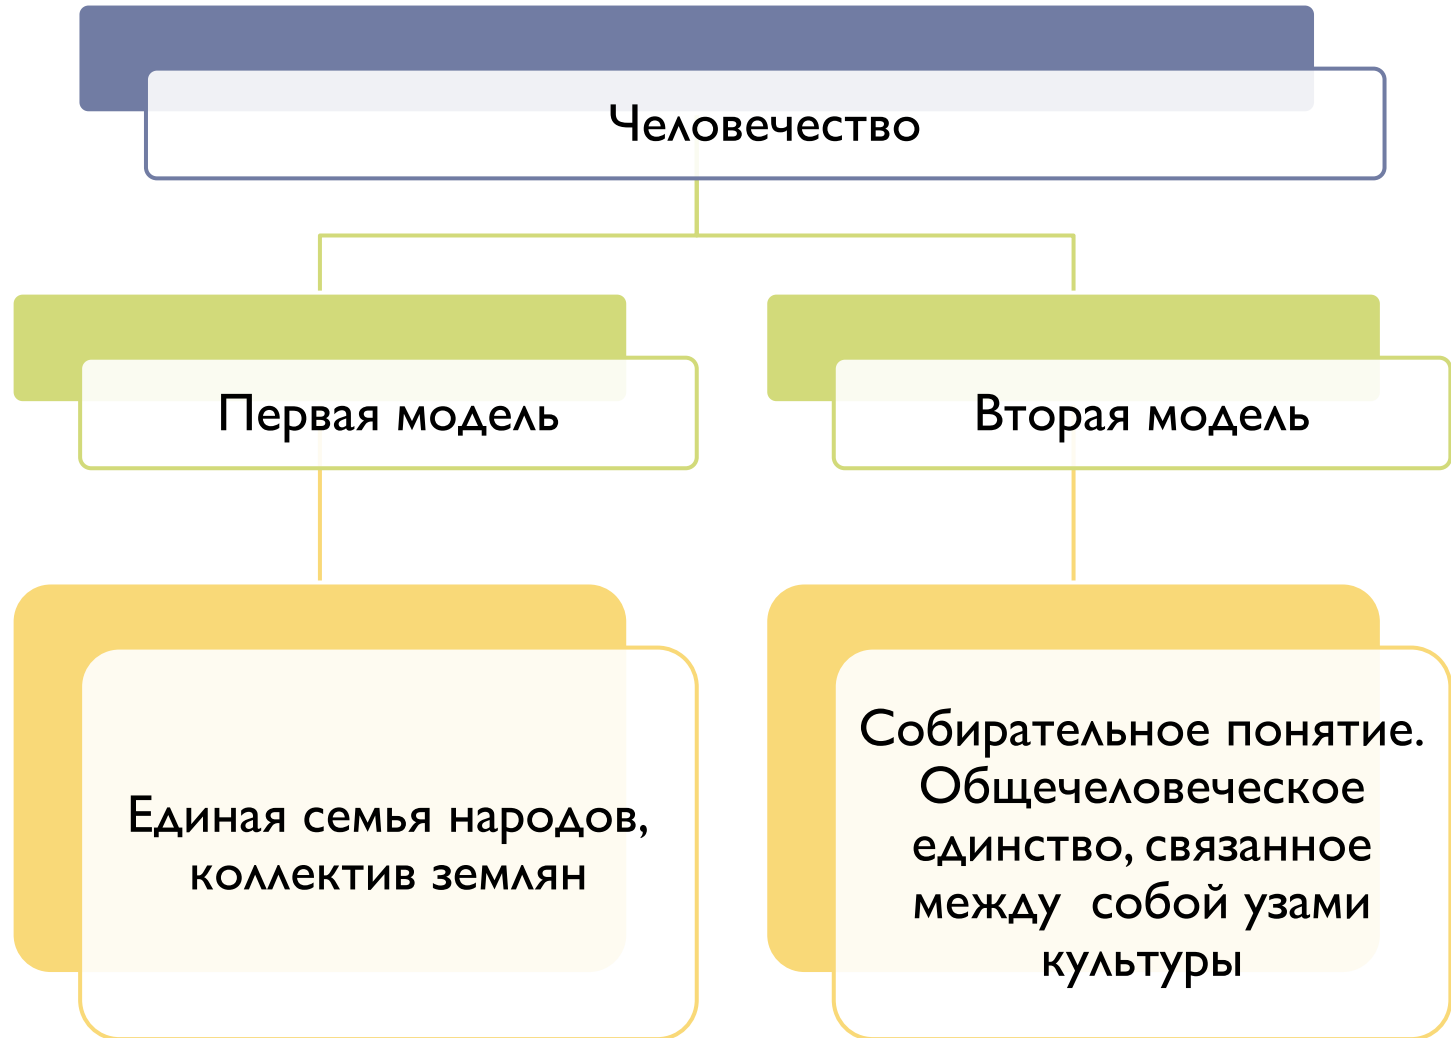 Человечество
Первая модель
Вторая модель
Единая семья народов,
коллектив землян
Собирательное понятие.
Общечеловеческое
единство, связанное
между  собой узами
культуры